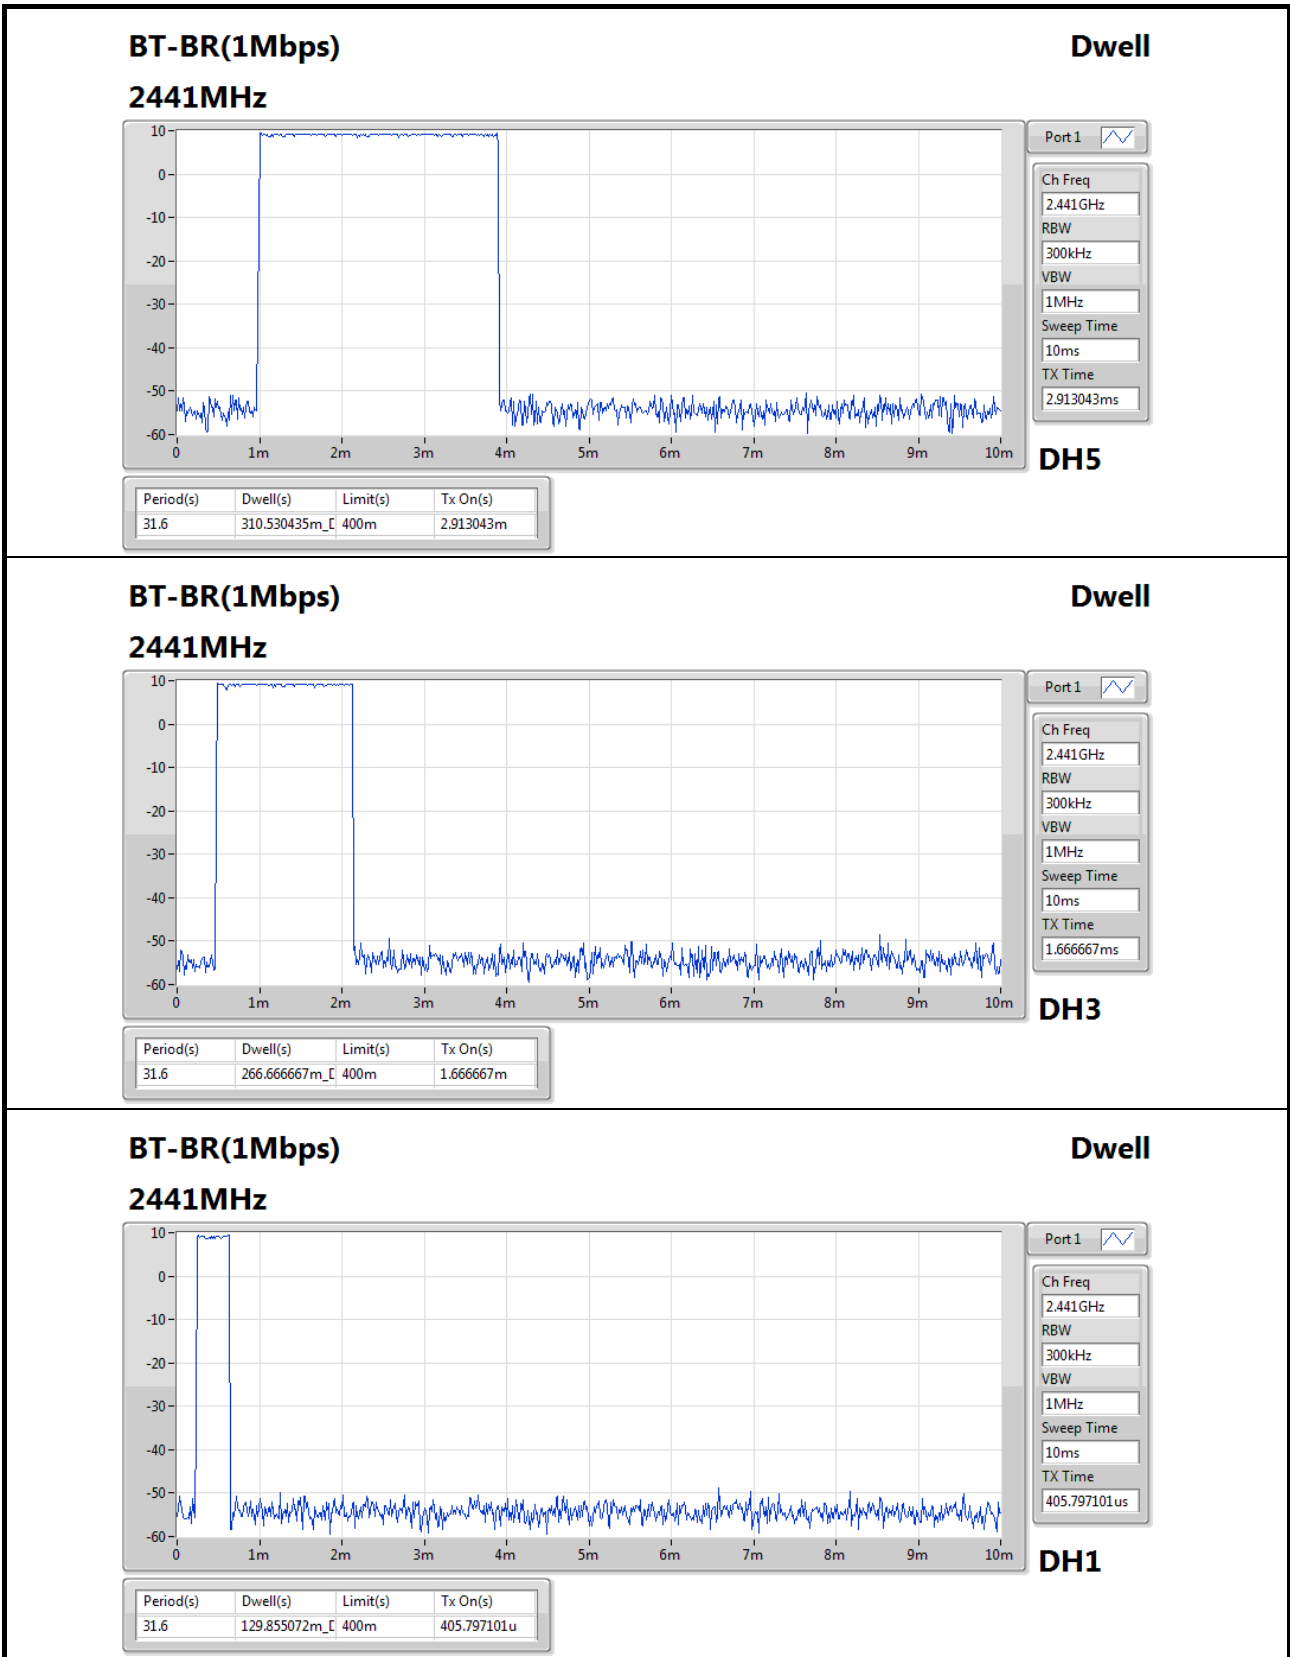 BT-BR(1Mbps) Dwell
2441MHz
10
0
-10
-20
-30
-40
-50
-60
0 1m 2m 3m 4m 5m 6m 7m 8m 9m 10m
Port 1
Ch Freq
2.441GHz
RBW
300kHz
VBW
1MHz
Sweep Time
10ms
TX Time
2.913043ms
DH5
Period(s) Dwell(s) Limit(s) Tx On(s)
31.6 310.530435m_D 400m 2.913043m
BT-BR(1Mbps) Dwell
2441MHz
10
0
-10
-20
-30
-40
-50
-60
0 1m 2m 3m 4m 5m 6m 7m 8m 9m 10m
Port 1
Ch Freq
2.441GHz
RBW
300kHz
VBW
1MHz
Sweep Time
10ms
TX Time
1.666667ms
DH3
Period(s) Dwell(s) Limit(s) Tx On(s)
31.6 266.666667m_D 400m 1.666667m
BT-BR(1Mbps) Dwell
2441MHz
10
0
-10
-20
-30
-40
-50
-60
0 1m 2m 3m 4m 5m 6m 7m 8m 9m 10m
Port 1
Ch Freq
2.441GHz
RBW
300kHz
VBW
1MHz
Sweep Time
10ms
TX Time
405.797101us
DH1
Period(s) Dwell(s) Limit(s) Tx On(s)
31.6 129.855072m_D 400m 405.797101u